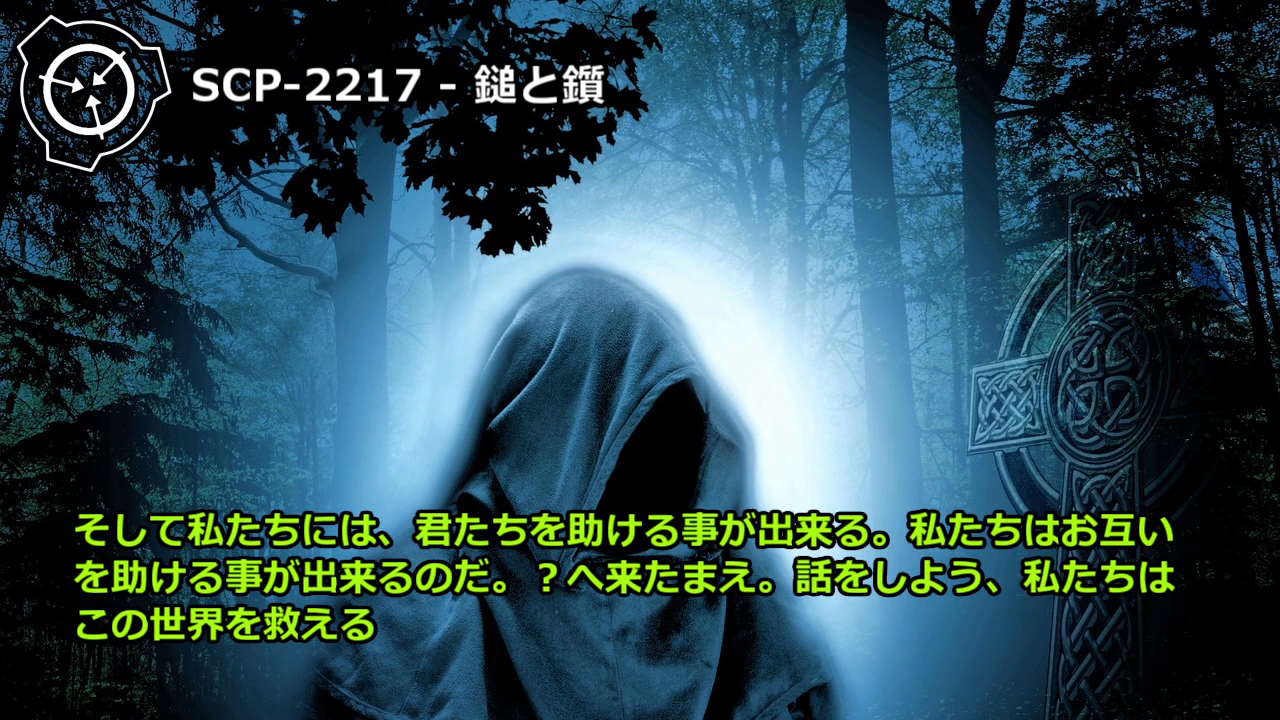 SCP-2217 - 鎚と鑕
そして私たちには、君たちを助ける事が出来る。私たちはお互い
を助ける事が出来るのだ。？へ来たまえ。話をしよう、私たちは
この世界を救える